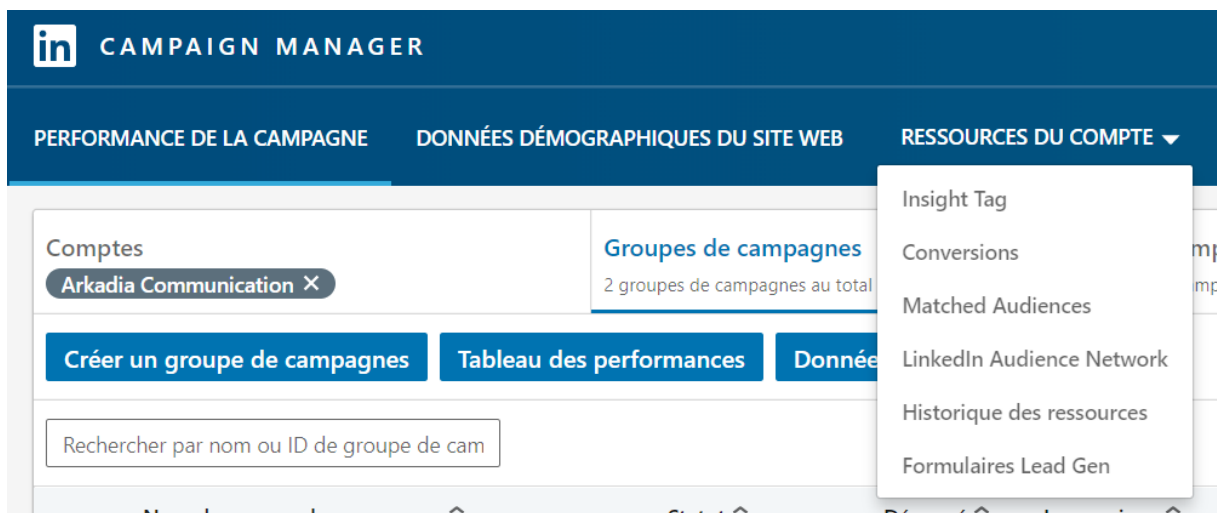 in CAMPAIGN MANAGER
PERFORMANCE DE LA CAMPAGNE DONNÉES DÉMOGRAPHIQUES DU SITE WEB RESSOURCES DU COMPTE
Insight Tag
Conversions
Matched Audiences
LinkedIn Audience Network
Historique des ressources
Formulaires Lead Gen
Comptes
Arkadia Communication ×
Groupes de campagnes
2 groupes de campagnes au total
Créer un groupe de campagnes Tableau des performances Donnée
Rechercher par nom ou ID de groupe de cam